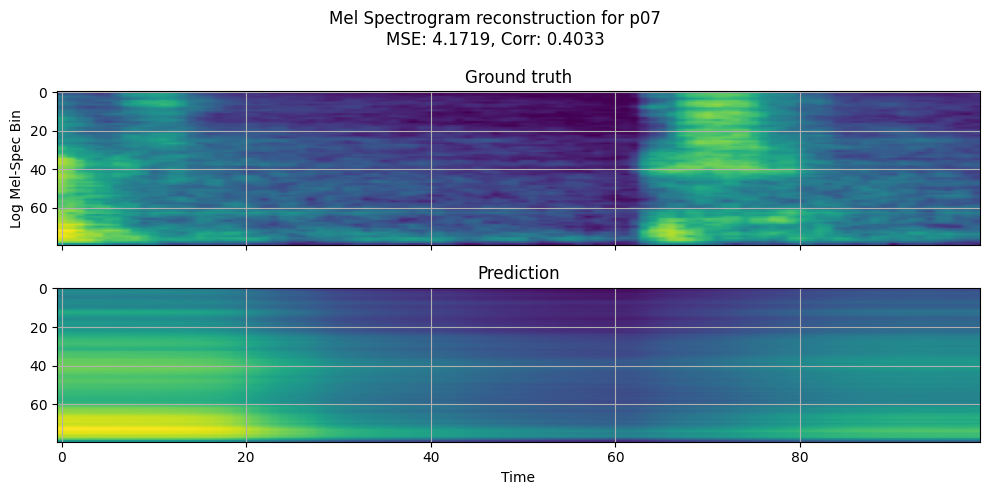 Mel Spectrogram reconstruction for p07
MSE: 4.1719, Corr: 0.4033
Ground truth
Log Mel-Spec Bin
0
20
40
60
Prediction
0
20
40
60
0 20 40 60 80
Time